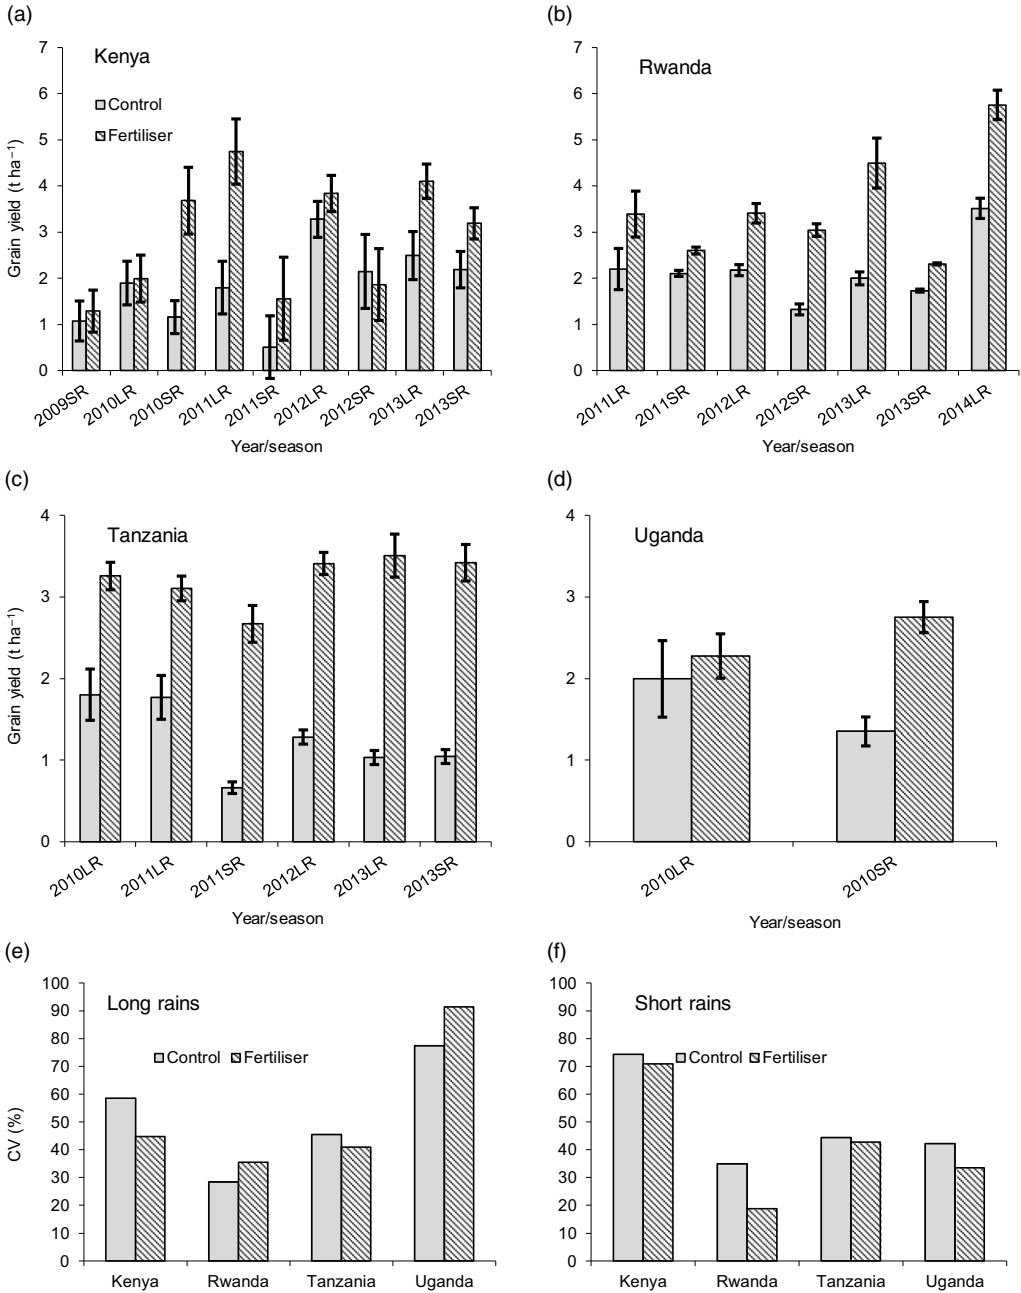 (a)
Kenya
Control
Fertiliser
Grain yield (t ha⁻¹)
7
6
5
4
3
2
1
0
2009SR 2010LR 2010SR 2011LR 2011SR 2012LR 2012SR 2013LR 2013SR
Year/season
(b)
Rwanda
7
6
5
4
3
2
1
0
2011LR 2011SR 2012LR 2012SR 2013LR 2013SR 2014LR
Year/season
(c)
Tanzania
Grain yield (t ha⁻¹)
4
3
2
1
0
2010LR 2011LR 2011SR 2012LR 2013LR 2013SR
Year/season
(d)
Uganda
4
3
2
1
0
2010LR 2010SR
Year/season
(e)
Long rains
Control Fertiliser
CV (%)
100
90
80
70
60
50
40
30
20
10
0
Kenya Rwanda Tanzania Uganda
(f)
Short rains
Control Fertiliser
100
90
80
70
60
50
40
30
20
10
0
Kenya Rwanda Tanzania Uganda